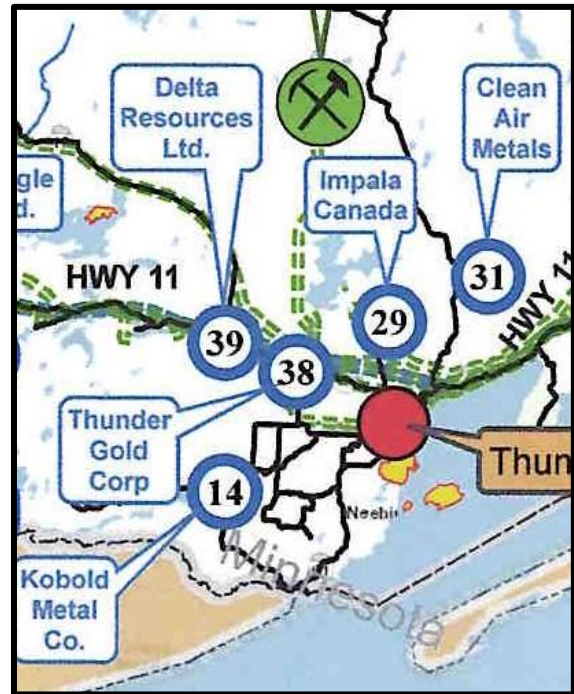 Delta
Resources
Ltd.
Clean
Air
Metals
gle
d.
Impala
Canada
HWY 11
31
HWY 11
29
39
38
Thunder
Gold
Corp
Thun
14
Neebi
Minnesota
Kobold
Metal
Co.